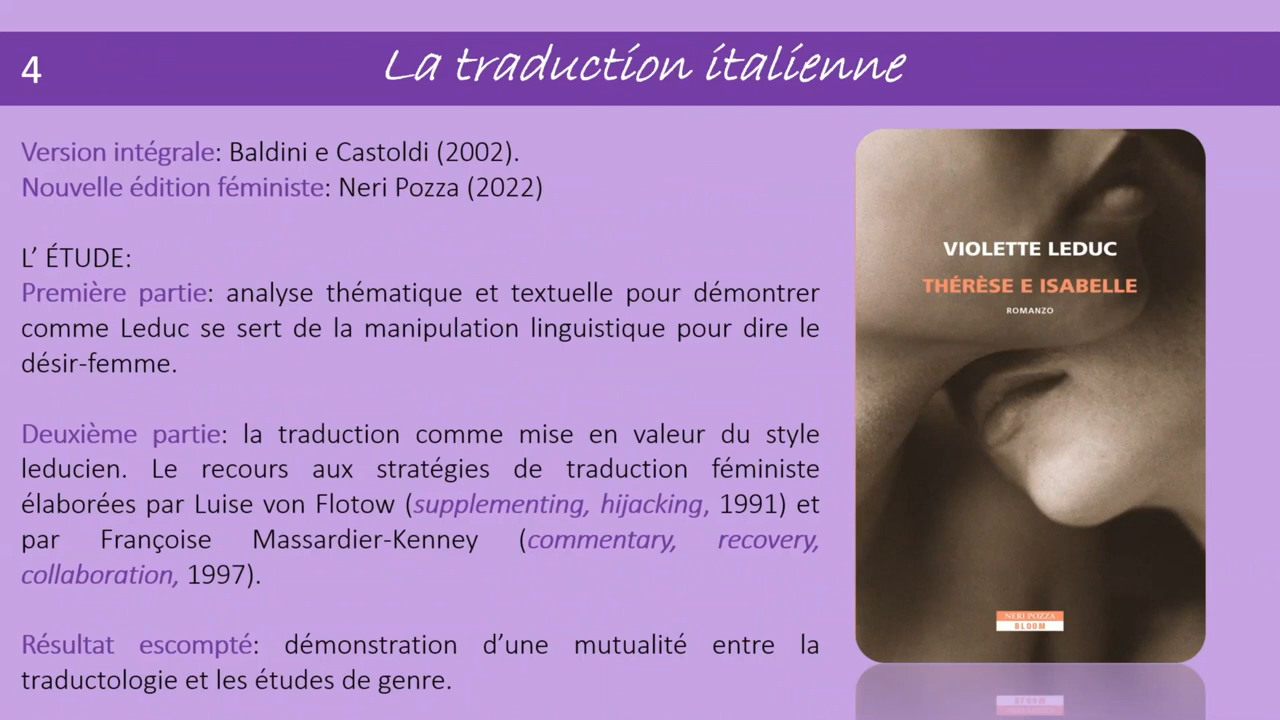 4
La traduction italienne
Version intégrale: Baldini e Castoldi (2002).
Nouvelle édition féministe: Neri Pozza (2022)
L' ÉTUDE:
Première partie: analyse thématique et textuelle pour démontrer
comme Leduc se sert de la manipulation linguistique pour dire le
désir-femme.
Deuxième partie: la traduction comme mise en valeur du style
leducien. Le recours aux stratégies de traduction féministe
élaborées par Luise von Flotow (supplementing, hijacking, 1991) et
par Françoise Massardier-Kenney (commentary, recovery,
collaboration, 1997).
Résultat escompté: démonstration d'une mutualité entre la
traductologie et les études de genre.
VIOLETTE LEDUC
THÉRÈSE E ISABELLE
ROMANZO
NERI POZZA
BLOOM